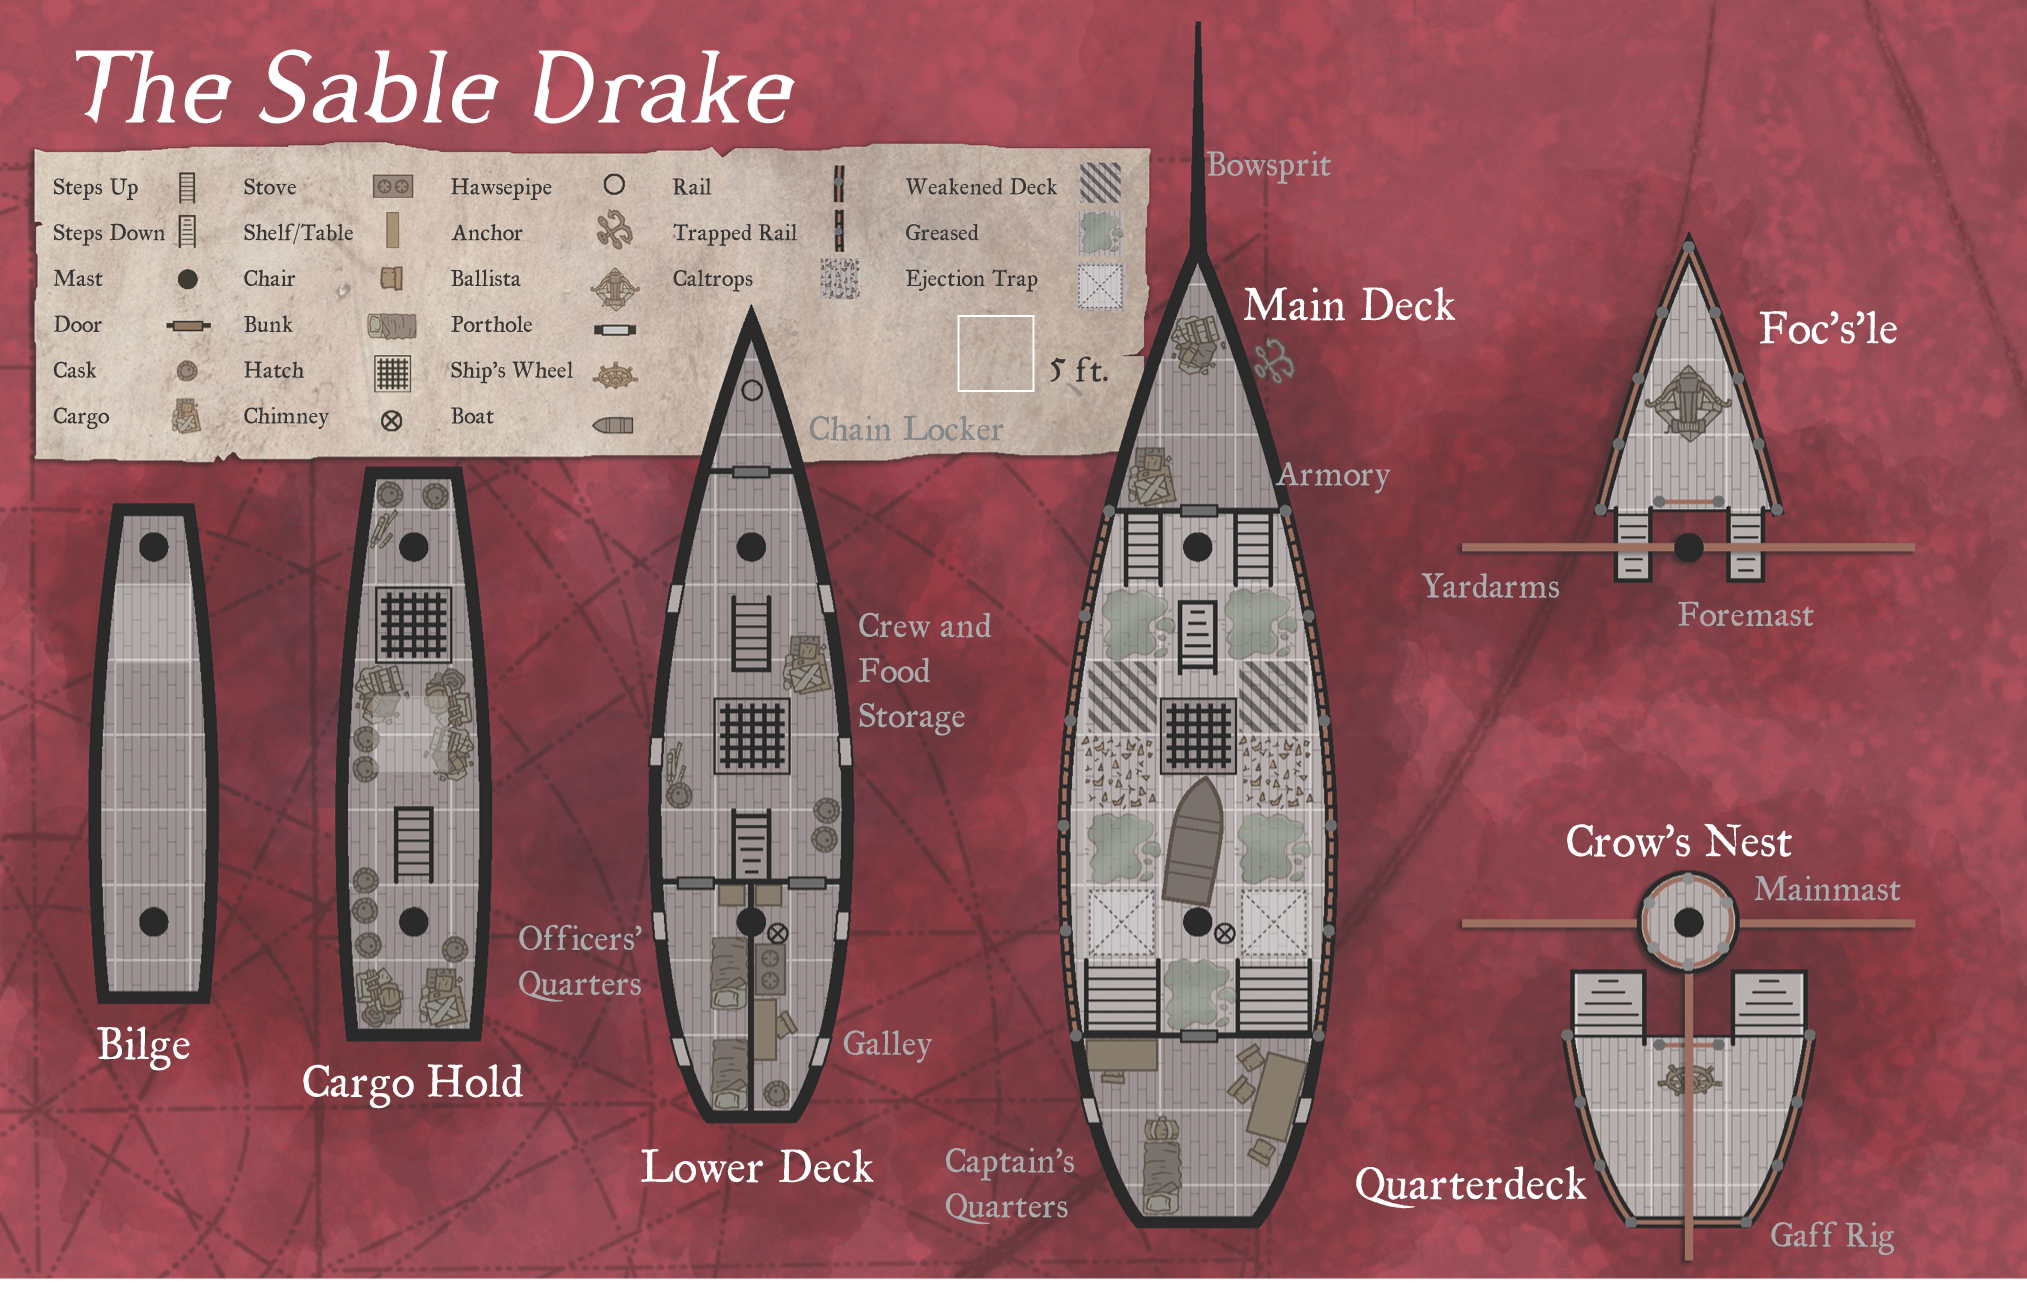 The Sable Drake
Steps Up
Steps Down
Mast
Door
Cask
Cargo
Stove
Shelf/Table
Chair
Bunk
Hatch
Chimney
Hawsepipe
Anchor
Ballista
Porthole
Ship's Wheel
Boat
Rail
Trapped Rail
Caltrops
Weakened Deck
Greased
Ejection Trap
5 ft.
Bowsprit
Main Deck
Armory
Foc's'le
Yardarms
Foremast
Chain Locker
Crew and
Food
Storage
Officers'
Quarters
Galley
Crow's Nest
Mainmast
Bilge
Cargo Hold
Lower Deck
Captain's
Quarters
Quarterdeck
Gaff Rig